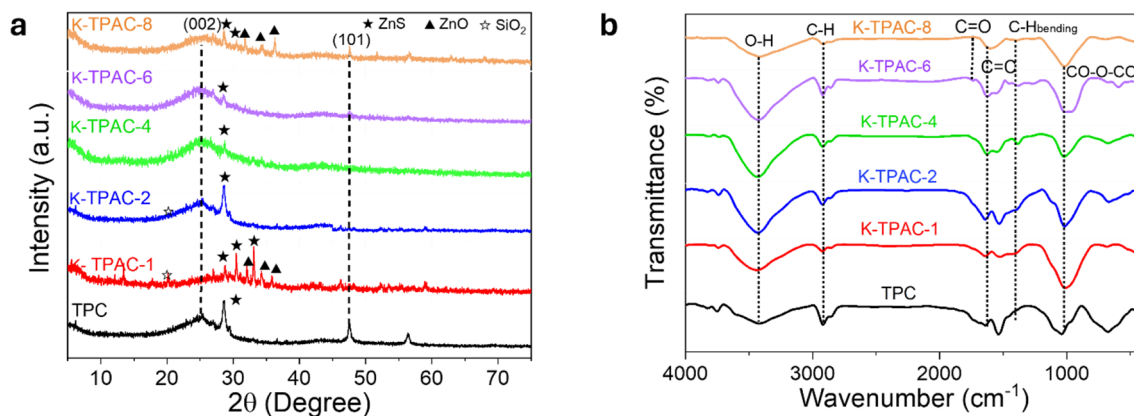 a
(002)
★ ZnS ▲ ZnO ☆ SiO2
(101)
K-TPAC-8
K-TPAC-6
K-TPAC-4
K-TPAC-2
K- TPAC-1
TPC
Intensity (a.u.)
10 20 30 40 50 60 70
2θ (Degree)
b
O-H
C-H
C=O
C=C
C-Hbending
CO-O-CO
K-TPAC-8
K-TPAC-6
K-TPAC-4
K-TPAC-2
K-TPAC-1
TPC
Transmittance (%)
4000 3000 2000 1000
Wavenumber (cm-1)